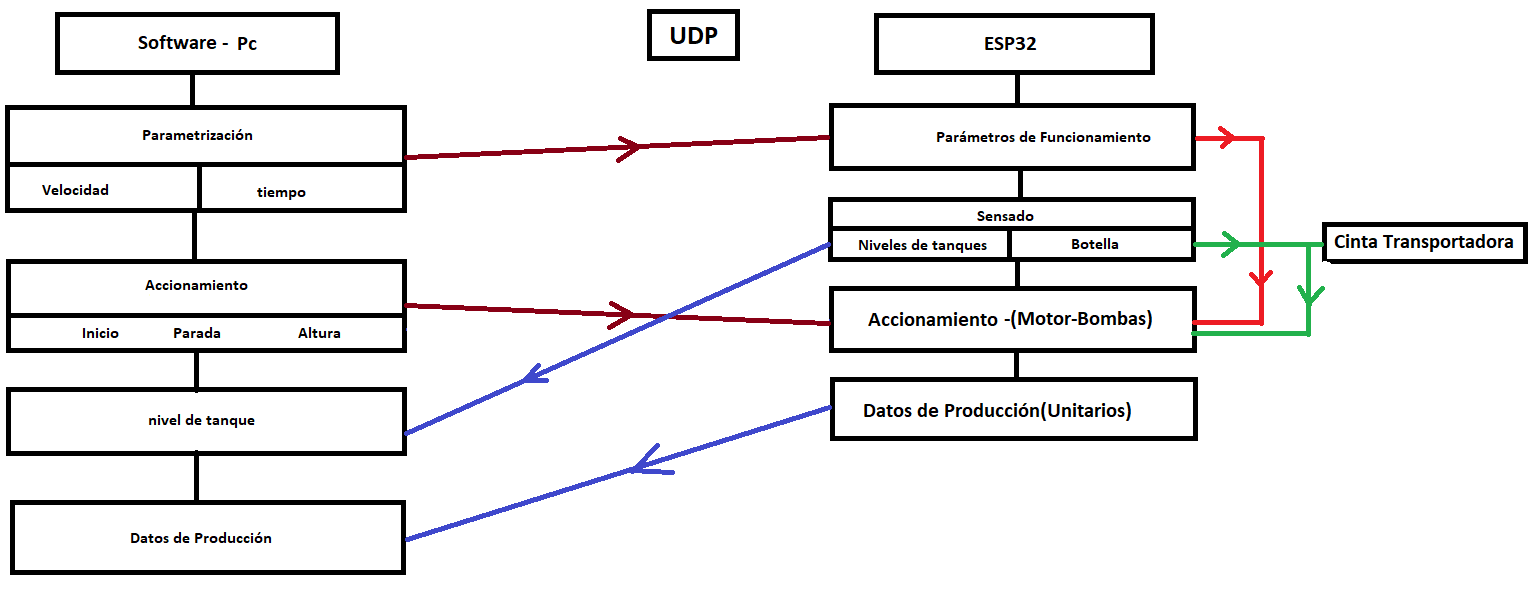 Software - Pc
UDP
ESP32
Parametrización
Velocidad
tiempo
Accionamiento
Inicio Parada Altura
nivel de tanque
Datos de Producción
Parámetros de Funcionamiento
Sensado
Niveles de tanques
Botella
Accionamiento -(Motor-Bombas)
Datos de Producción(Unitarios)
Cinta Transportadora